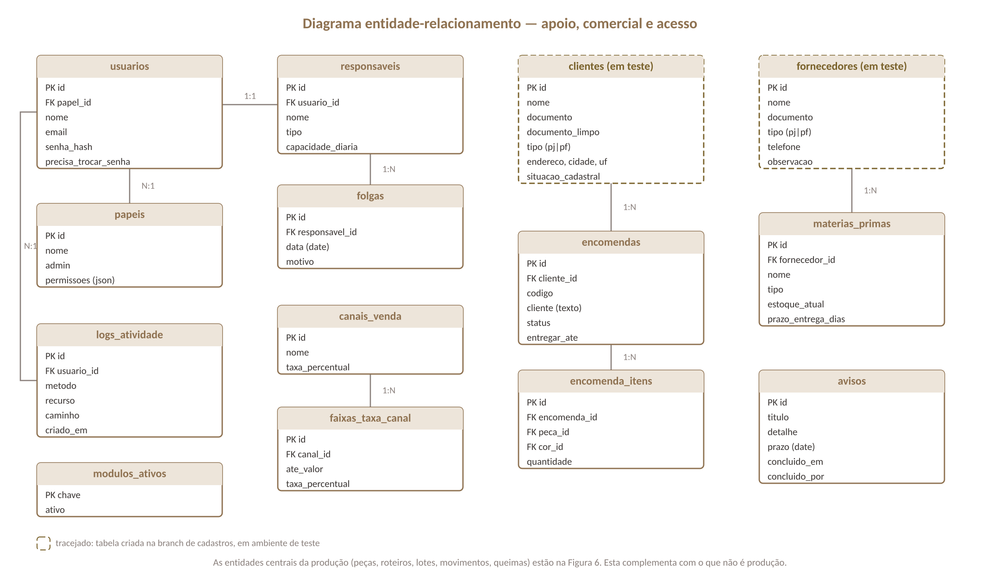 Diagrama entidade-relacionamento — apoio, comercial e acesso
usuarios
PK id
FK papel_id
nome
email
senha_hash
precisa_trocar_senha
1:1
N:1
papeis
PK id
nome
admin
permissoes (json)
N:1
logs_atividade
PK id
FK usuario_id
metodo
recurso
caminho
criado_em
modulos_ativos
PK chave
ativo
responsaveis
PK id
FK usuario_id
nome
tipo
capacidade_diaria
1:N
folgas
PK id
FK responsavel_id
data (date)
motivo
canais_venda
PK id
nome
taxa_percentual
1:N
faixas_taxa_canal
PK id
FK canal_id
ate_valor
taxa_percentual
clientes (em teste)
PK id
nome
documento
documento_limpo
tipo (pj|pf)
endereco, cidade, uf
situacao_cadastral
1:N
encomendas
PK id
FK cliente_id
codigo
cliente (texto)
status
entregar_ate
1:N
encomenda_itens
PK id
FK encomenda_id
FK peca_id
FK cor_id
quantidade
fornecedores (em teste)
PK id
nome
documento
tipo (pj|pf)
telefone
observacao
1:N
materias_primas
PK id
FK fornecedor_id
nome
tipo
estoque_atual
prazo_entrega_dias
avisos
PK id
titulo
detalhe
prazo (date)
concluido_em
concluido_por
tracejado: tabela criada na branch de cadastros, em ambiente de teste
As entidades centrais da produção (peças, roteiros, lotes, movimentos, queimas) estão na Figura 6. Esta complementa com o que não é produção.